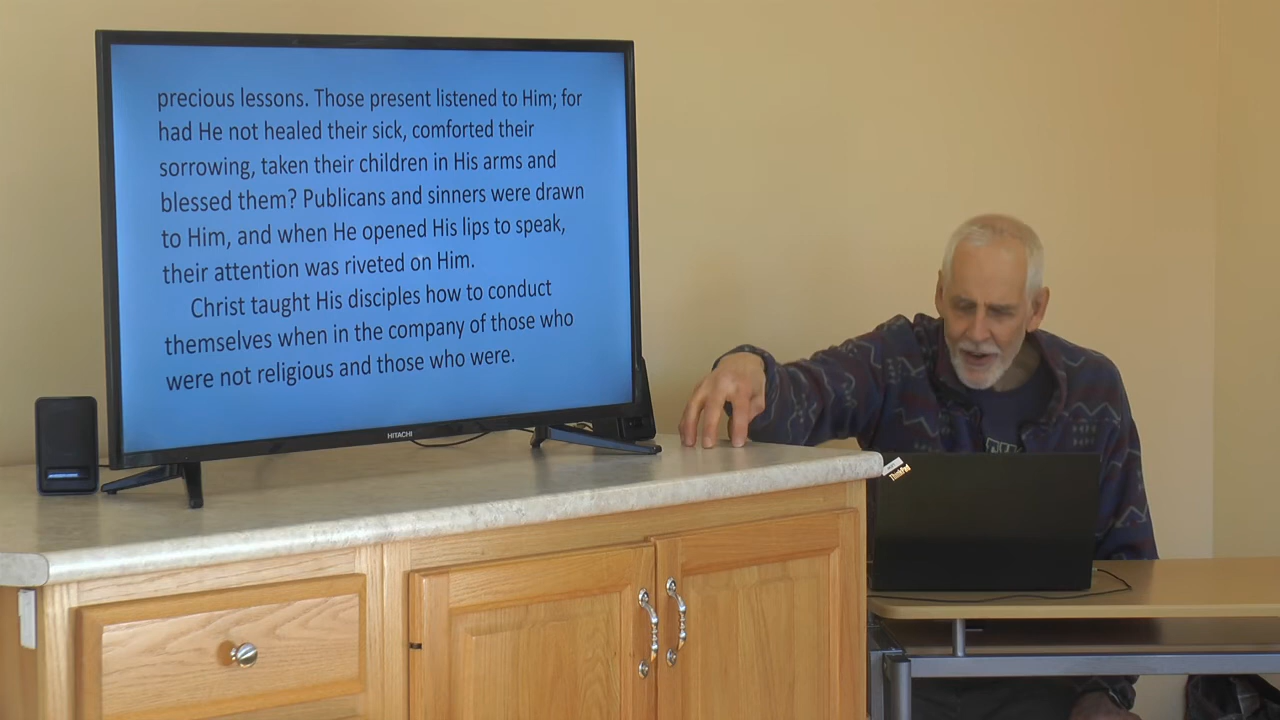 precious lessons. Those present listened to Him; for
had He not healed their sick, comforted their
sorrowing, taken their children in His arms and
blessed them? Publicans and sinners were drawn
to Him, and when He opened His lips to speak,
their attention was riveted on Him.
Christ taught His disciples how to conduct
themselves when in the company of those who
were not religious and those who were.
HITACHI
ThinkPad